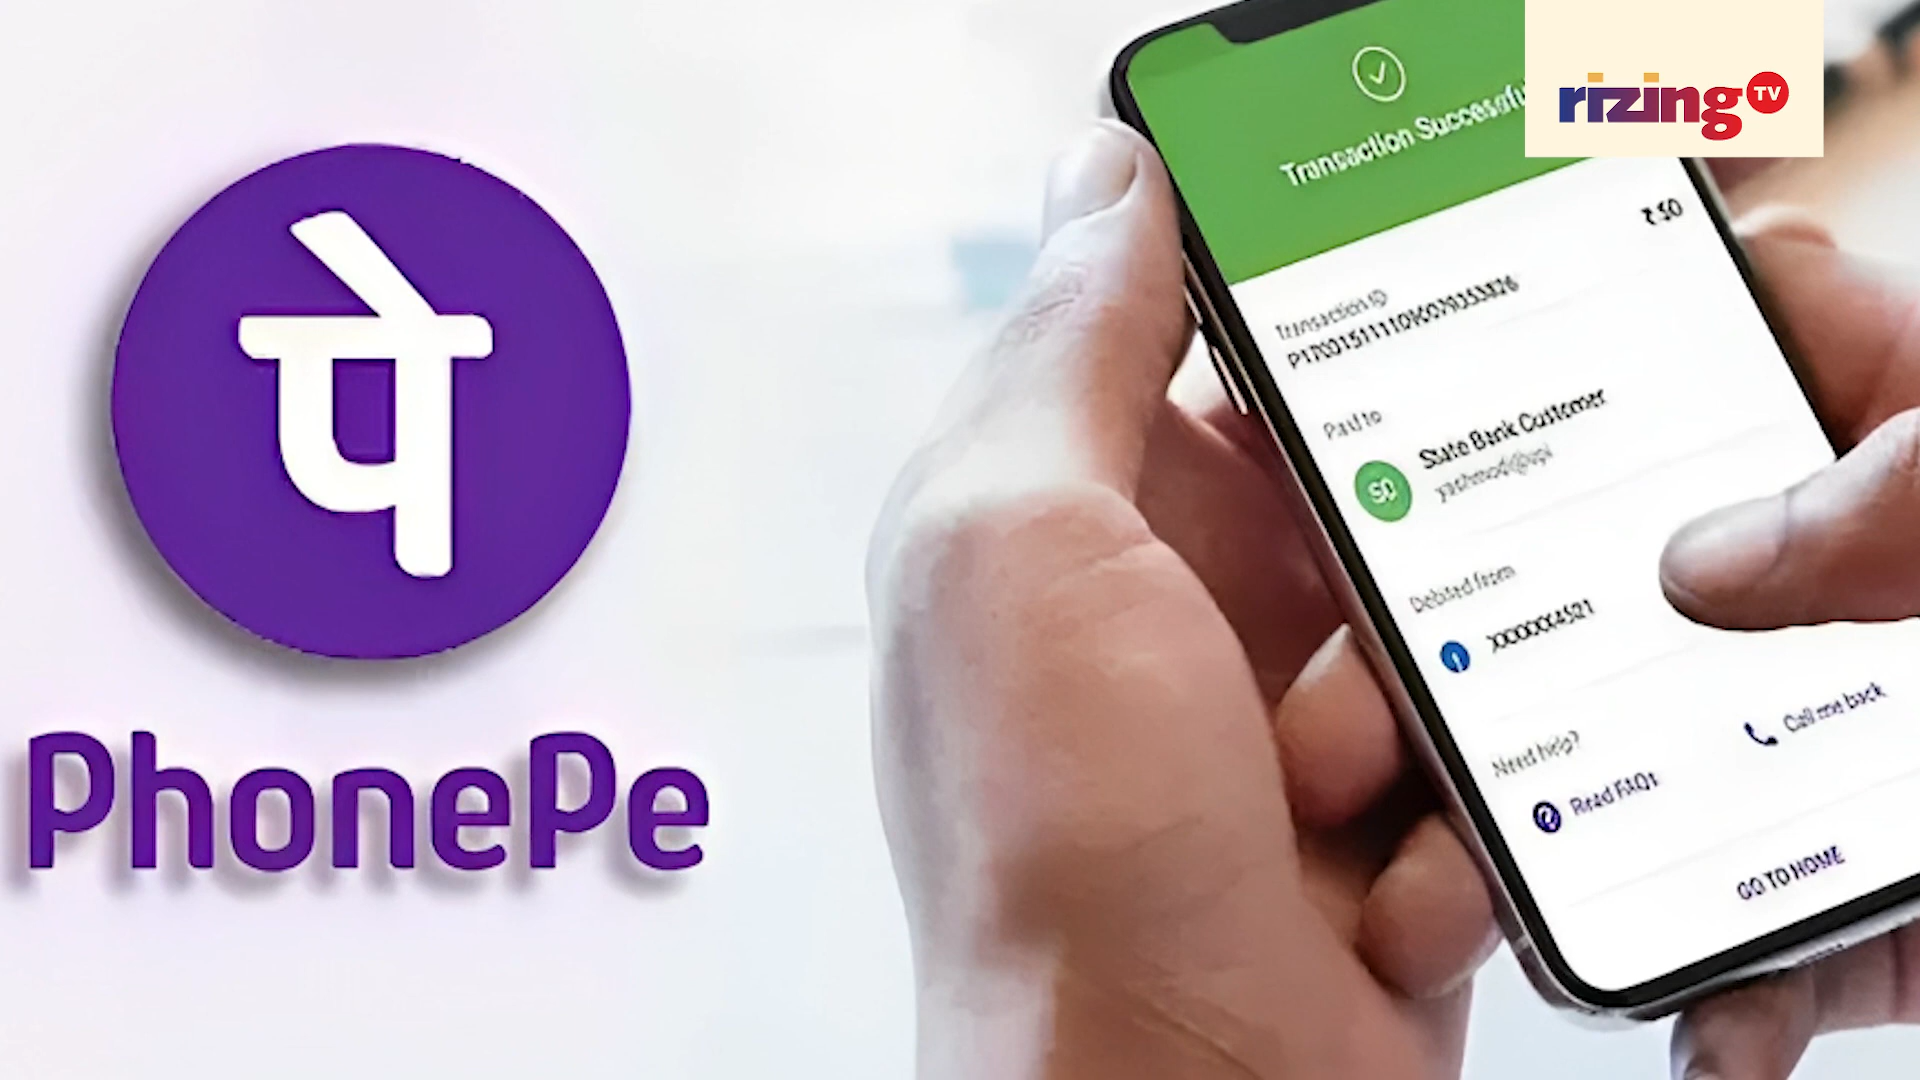 पे
PhonePe
rizing TV
Transaction Successful
₹ 50
Transaction ID
Paid to
State Bank Customer
SC
Debited from
Need help?
Call me back
Read FAQs
GO TO HOME